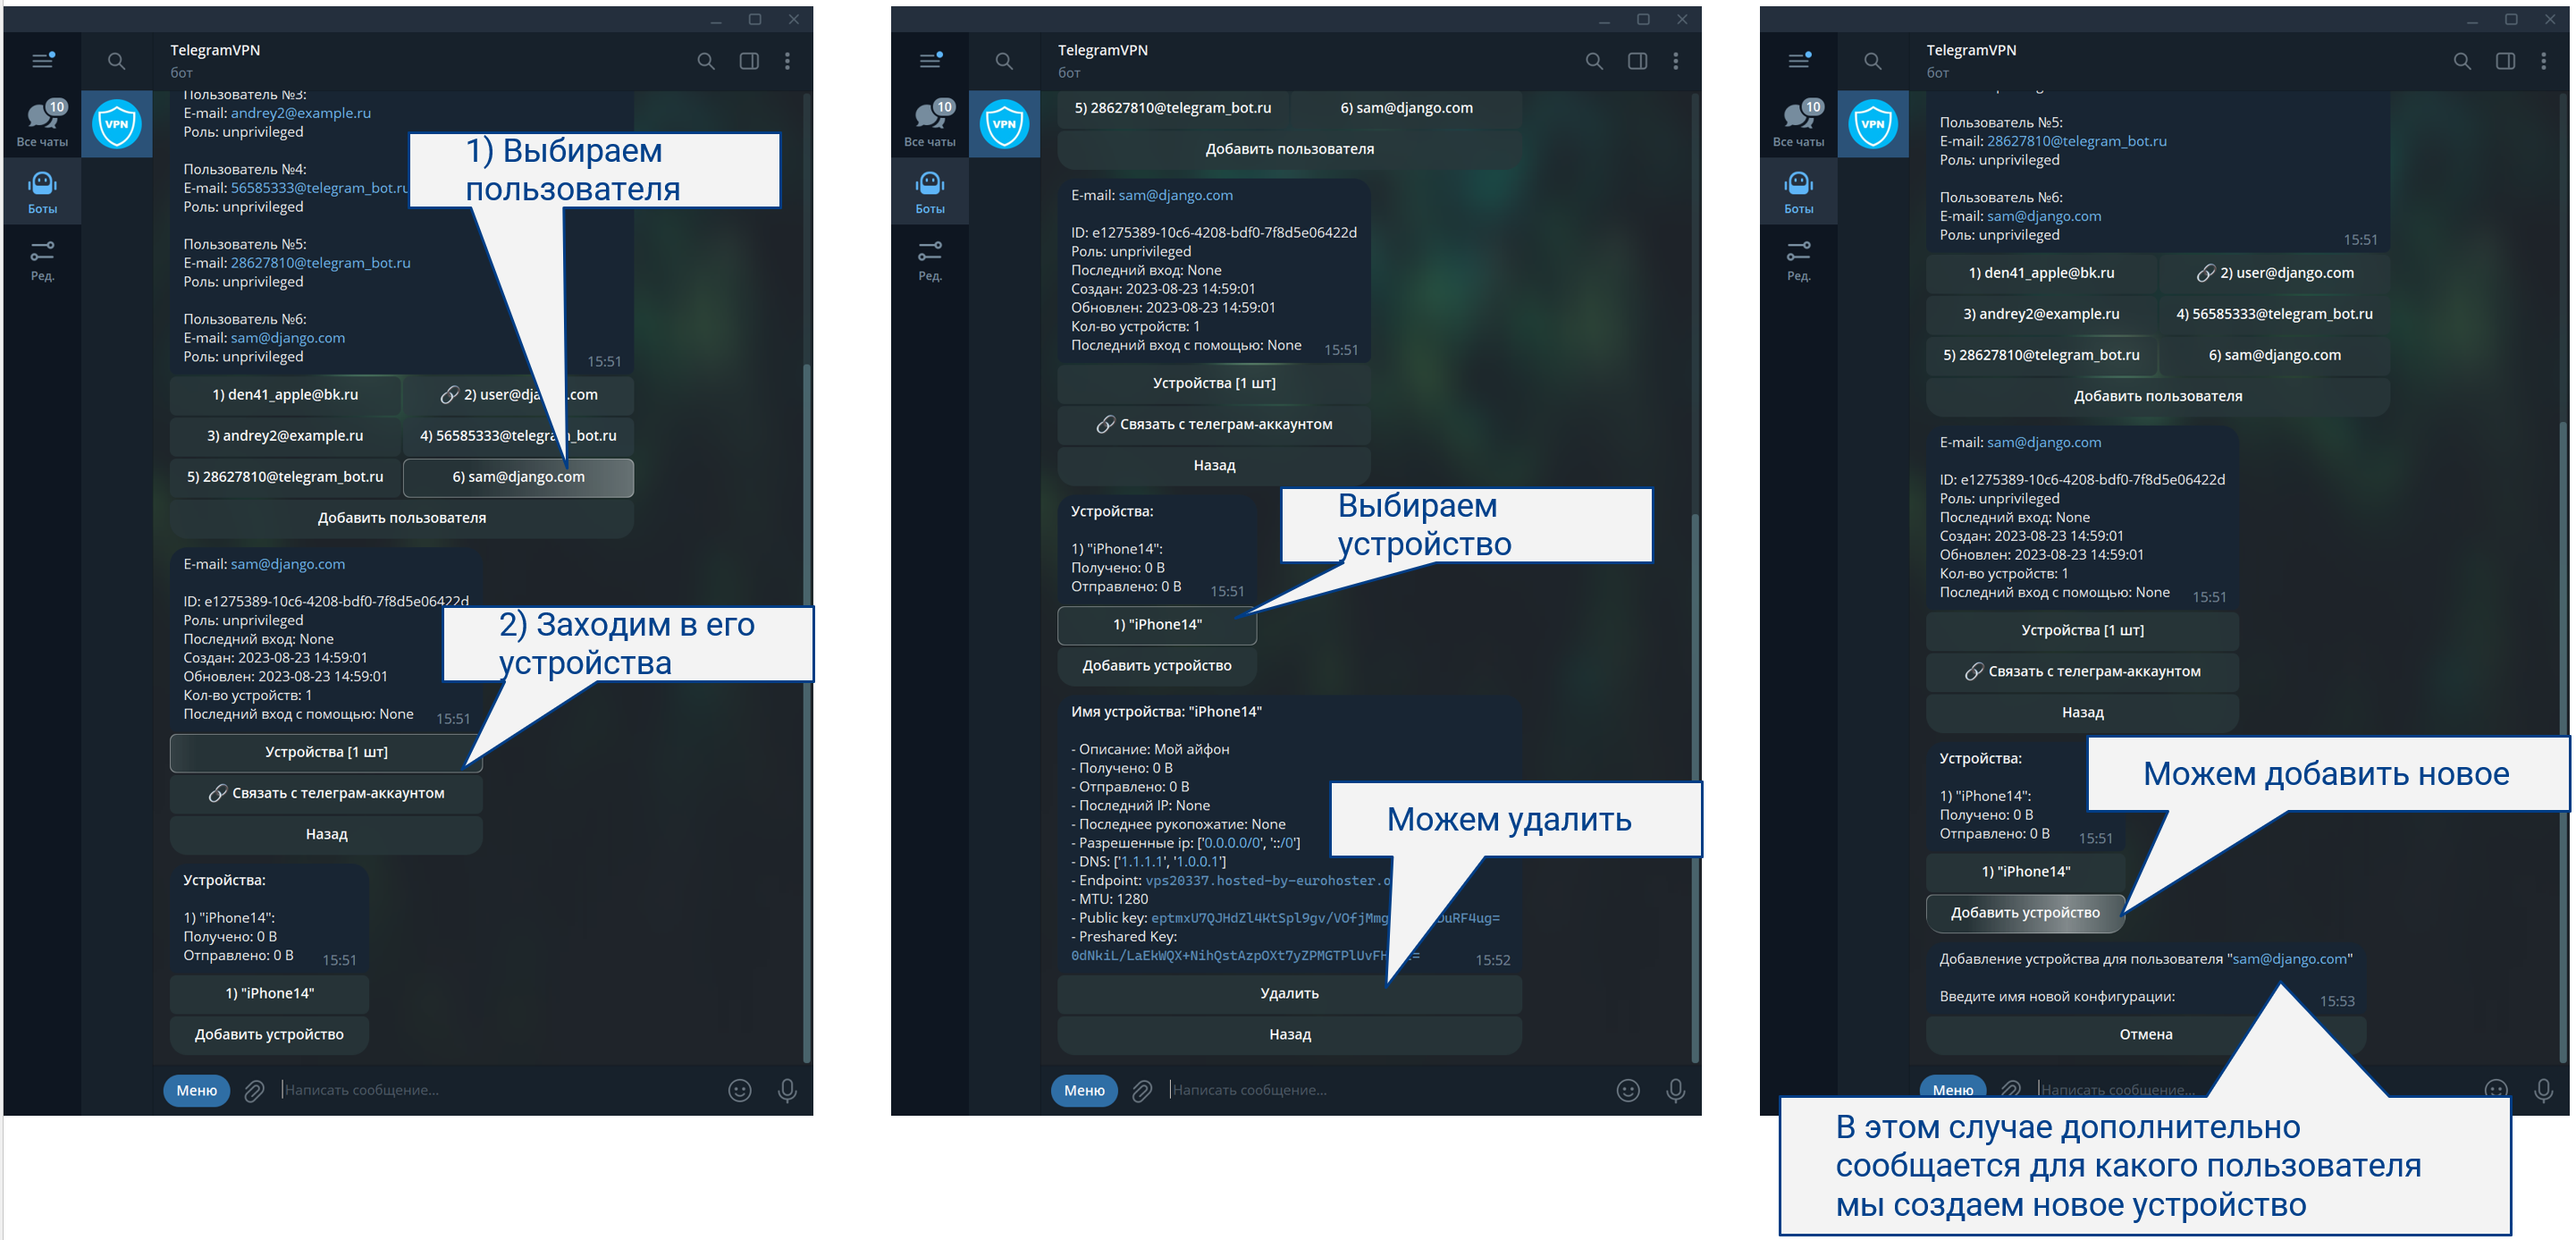 TelegramVPN
бот
10
Все чаты
Боты
Ред.
VPN
Пользователь №3:
E-mail: andrey2@example.ru
Роль: unprivileged
Пользователь №4:
E-mail: 56585333@telegram_bot.ru
Роль: unprivileged
Пользователь №5:
E-mail: 28627810@telegram_bot.ru
Роль: unprivileged
Пользователь №6:
E-mail: sam@django.com
Роль: unprivileged
15:51
1) Выбираем
пользователя
1) den41_apple@bk.ru
2) user@dja .com
3) andrey2@example.ru
4) 56585333@telegram_bot.ru
5) 28627810@telegram_bot.ru
6) sam@django.com
Добавить пользователя
E-mail: sam@django.com
ID: e1275389-10c6-4208-bdf0-7f8d5e06422d
Роль: unprivileged
Последний вход: None
Создан: 2023-08-23 14:59:01
Обновлен: 2023-08-23 14:59:01
Кол-во устройств: 1
Последний вход с помощью: None
15:51
2) Заходим в его
устройства
Устройства [1 шт]
Связать с телеграм-аккаунтом
Назад
Устройства:
1) "iPhone14":
Получено: 0 B
Отправлено: 0 B
15:51
1) "iPhone14"
Добавить устройство
Меню
Написать сообщение...
TelegramVPN
бот
10
Все чаты
Боты
Ред.
VPN
5) 28627810@telegram_bot.ru
6) sam@django.com
Добавить пользователя
E-mail: sam@django.com
ID: e1275389-10c6-4208-bdf0-7f8d5e06422d
Роль: unprivileged
Последний вход: None
Создан: 2023-08-23 14:59:01
Обновлен: 2023-08-23 14:59:01
Кол-во устройств: 1
Последний вход с помощью: None
15:51
Устройства [1 шт]
Связать с телеграм-аккаунтом
Назад
Выбираем
устройство
Устройства:
1) "iPhone14":
Получено: 0 B
Отправлено: 0 B
15:51
1) "iPhone14"
Добавить устройство
Имя устройства: "iPhone14"
- Описание: Мой айфон
- Получено: 0 B
- Отправлено: 0 B
- Последний IP: None
- Последнее рукопожатие: None
- Разрешенные ip: ['0.0.0.0/0', '::/0']
- DNS: ['1.1.1.1', '1.0.0.1']
- Endpoint: vps20337.hosted-by-eurohoster.o
- MTU: 1280
- Public key: eptmxU7QJHdZl4KtSpl9gv/VOfjMmg uRF4ug=
- Preshared Key:
0dNkiL/LaEkWQX+NihQstAzpOXt7yZPMGTPlUvFH =
15:52
Можем удалить
Удалить
Назад
Меню
Написать сообщение...
TelegramVPN
бот
10
Все чаты
Боты
Ред.
VPN
Пользователь №5:
E-mail: 28627810@telegram_bot.ru
Роль: unprivileged
Пользователь №6:
E-mail: sam@django.com
Роль: unprivileged
15:51
1) den41_apple@bk.ru
2) user@django.com
3) andrey2@example.ru
4) 56585333@telegram_bot.ru
5) 28627810@telegram_bot.ru
6) sam@django.com
Добавить пользователя
E-mail: sam@django.com
ID: e1275389-10c6-4208-bdf0-7f8d5e06422d
Роль: unprivileged
Последний вход: None
Создан: 2023-08-23 14:59:01
Обновлен: 2023-08-23 14:59:01
Кол-во устройств: 1
Последний вход с помощью: None
15:51
Устройства [1 шт]
Связать с телеграм-аккаунтом
Назад
Можем добавить новое
Устройства:
1) "iPhone14":
Получено: 0 B
Отправлено: 0 B
15:51
1) "iPhone14"
Добавить устройство
Добавление устройства для пользователя "sam@django.com"
Введите имя новой конфигурации:
15:53
Отмена
Меню
Написать сообщение...
В этом случае дополнительно
сообщается для какого пользователя
мы создаем новое устройство